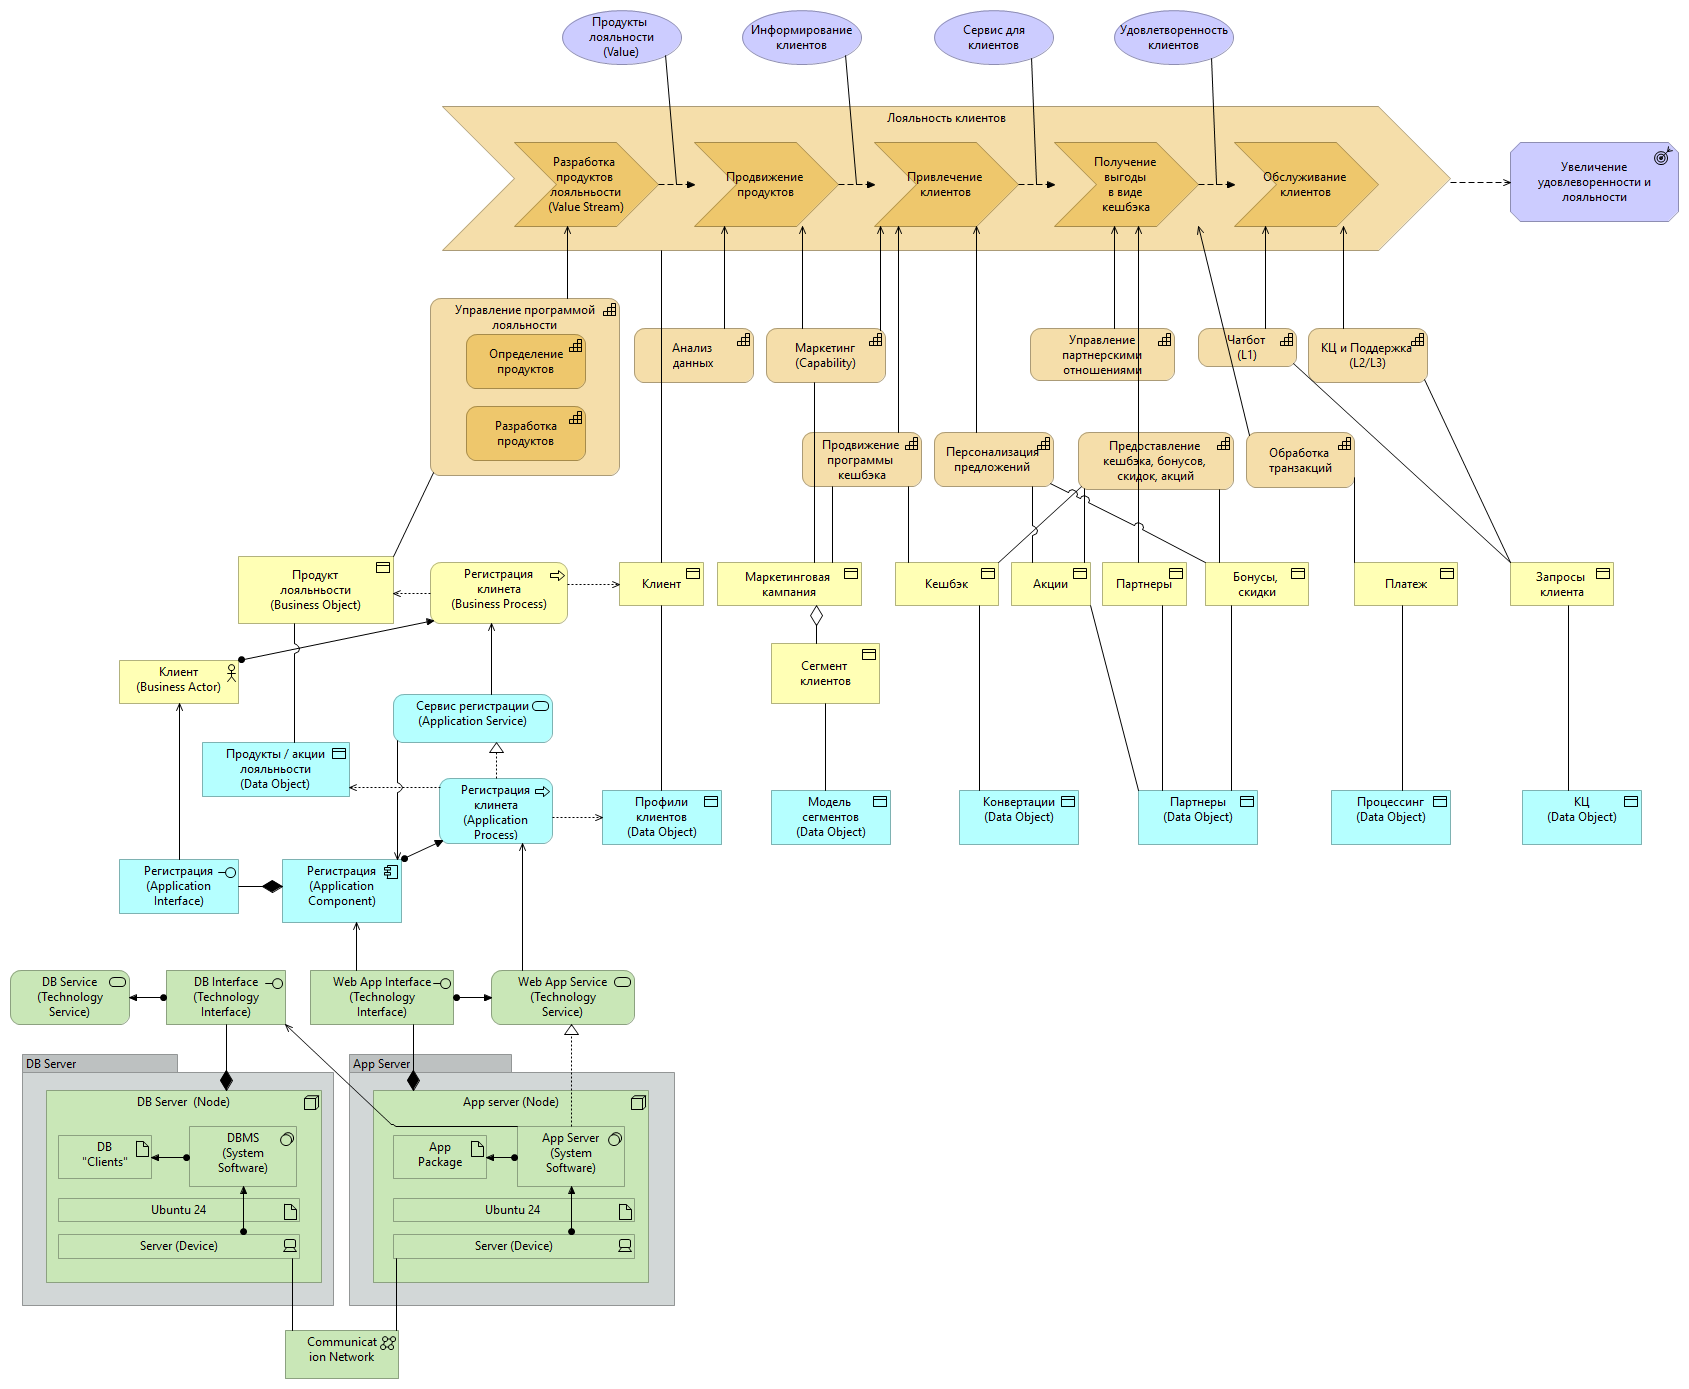 Продукты
лояльности
(Value)
Информирование
клиентов
Сервис для
клиентов
Удовлетворенность
клиентов
Лояльность клиентов
Разработка
продуктов
лояльньости
(Value Stream)
Продвижение
продуктов
Привлечение
клиентов
Получение
выгоды
в виде
кешбэка
Обслуживание
клиентов
Увеличение
удовлеворенности и
лояльности
Управление программой
лояльности
Определение
продуктов
Разработка
продуктов
Анализ
данных
Маркетинг
(Capability)
Управление
партнерскими
отношениями
Чатбот
(L1)
КЦ и Поддержка
(L2/L3)
Продвижение
программы
кешбэка
Персонализация
предложений
Предоставление
кешбэка, бонусов,
скидок, акций
Обработка
транзакций
Продукт
лояльньости
(Business Object)
Регистрация
клинета
(Business Process)
Клиент
Маркетинговая
кампания
Кешбэк
Акции
Партнеры
Бонусы,
скидки
Платеж
Запросы
клиента
Клиент
(Business Actor)
Сегмент
клиентов
Сервис регистрации
(Application Service)
Продукты / акции
лояльньости
(Data Object)
Регистрация
клинета
(Application
Process)
Профили
клиентов
(Data Object)
Модель
сегментов
(Data Object)
Конвертации
(Data Object)
Партнеры
(Data Object)
Процессинг
(Data Object)
КЦ
(Data Object)
Регистрация
(Application
Interface)
Регистрация
(Application
Component)
DB Service
(Technology
Service)
DB Interface
(Technology
Interface)
Web App Interface
(Technology
Interface)
Web App Service
(Technology
Service)
DB Server
App Server
DB Server  (Node)
App server (Node)
DB
"Clients"
DBMS
(System
Software)
App
Package
App Server
(System
Software)
Ubuntu 24
Ubuntu 24
Server (Device)
Server (Device)
Communicat
ion Network